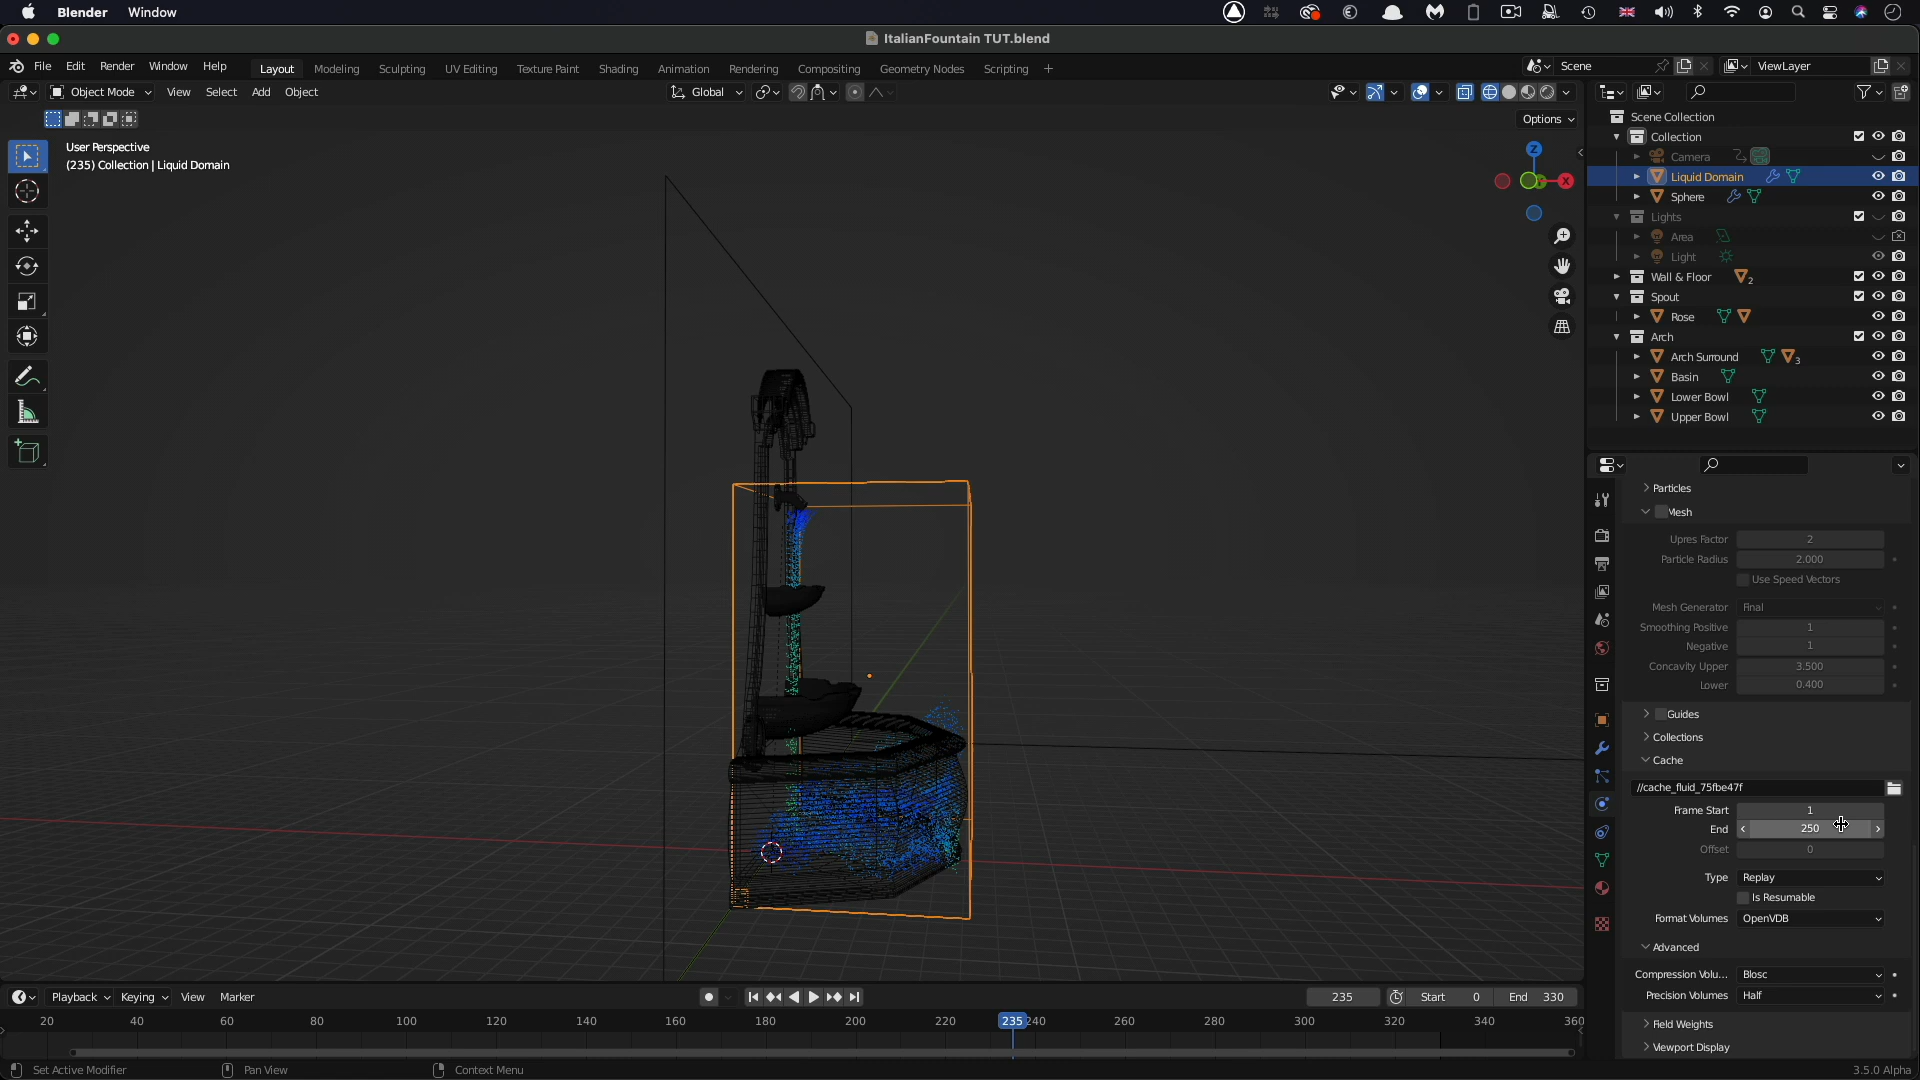 Blender Window
ItalianFountain TUT.blend
File Edit Render Window Help Layout Modeling Sculpting UV Editing Texture Paint Shading Animation Rendering Compositing Geometry Nodes Scripting + Scene ViewLayer
Object Mode View Select Add Object Global
Options
User Perspective
(235) Collection | Liquid Domain
Z
X
Scene Collection
Collection
Camera
Liquid Domain
Sphere
Lights
Area
Light
Wall & Floor 2
Spout
Rose
Arch
Arch Surround 3
Basin
Lower Bowl
Upper Bowl
Particles
Mesh
Upres Factor 2
Particle Radius 2.000
Use Speed Vectors
Mesh Generator Final
Smoothing Positive 1
Negative 1
Concavity Upper 3.500
Lower 0.400
Guides
Collections
Cache
//cache_fluid_75fbe47f
Frame Start 1
End 250
Offset 0
Type Replay
Is Resumable
Format Volumes OpenVDB
Advanced
Compression Volu... Blosc
Precision Volumes Half
Field Weights
Viewport Display
Playback Keying View Marker 235 Start 0 End 330
20 40 60 80 100 120 140 160 180 200 220 235 240 260 280 300 320 340 360
Set Active Modifier Pan View Context Menu 3.5.0 Alpha